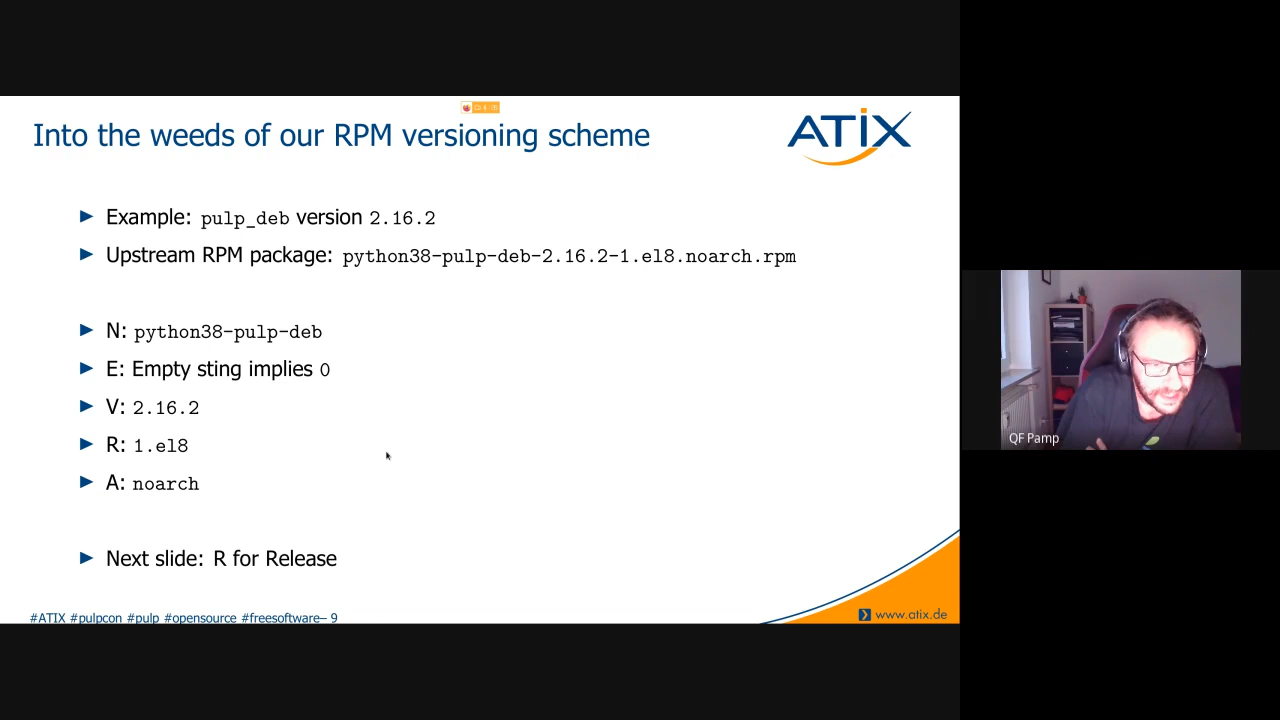 Into the weeds of our RPM versioning scheme
ATIX
Example: pulp_deb version 2.16.2
Upstream RPM package: python38-pulp-deb-2.16.2-1.el8.noarch.rpm
N: python38-pulp-deb
E: Empty sting implies 0
V: 2.16.2
R: 1.el8
A: noarch
Next slide: R for Release
#ATIX #pulpcon #pulp #opensource #freesoftware– 9
www.atix.de
QF Pamp